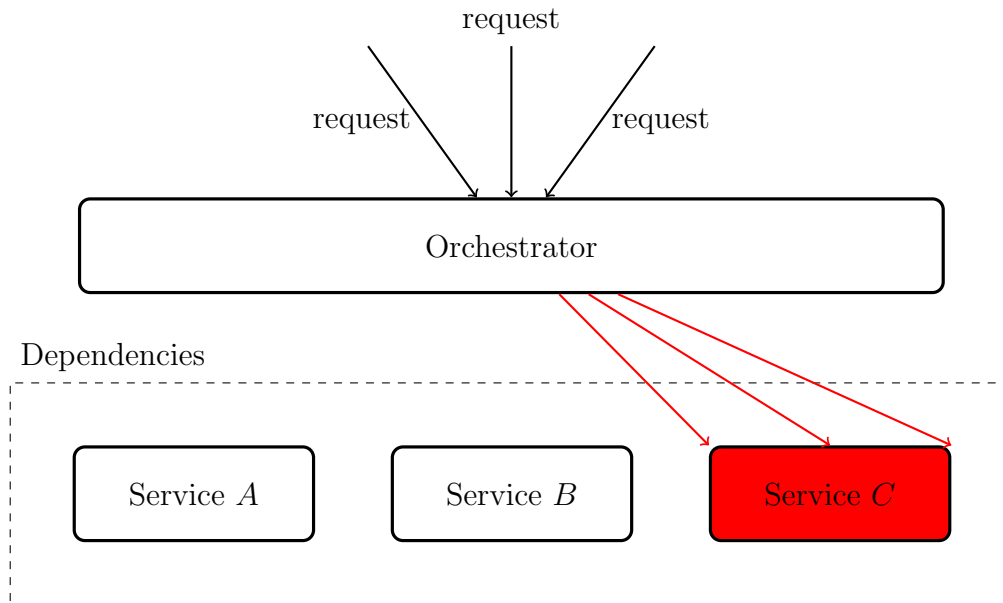 request
request
request
Orchestrator
Dependencies
Service A
Service B
Service C